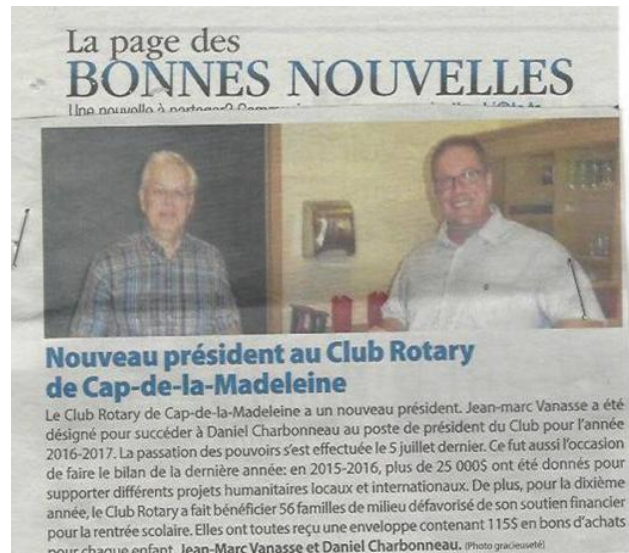 La page des
BONNES NOUVELLES
Une nouvelle à partager?
Nouveau président au Club Rotary
de Cap-de-la-Madeleine
Le Club Rotary de Cap-de-la-Madeleine a un nouveau président. Jean-marc Vanasse a été
désigné pour succéder à Daniel Charbonneau au poste de président du Club pour l'année
2016-2017. La passation des pouvoirs s'est effectuée le 5 juillet dernier. Ce fut aussi l'occasion
de faire le bilan de la dernière année: en 2015-2016, plus de 25 000$ ont été donnés pour
supporter différents projets humanitaires locaux et internationaux. De plus, pour la dixième
année, le Club Rotary a fait bénéficier 56 familles de milieu défavorisé de son soutien financier
pour la rentrée scolaire. Elles ont toutes reçu une enveloppe contenant 115$ en bons d'achats
pour chaque enfant. Jean-Marc Vanasse et Daniel Charbonneau. (Photo gracieuseté)